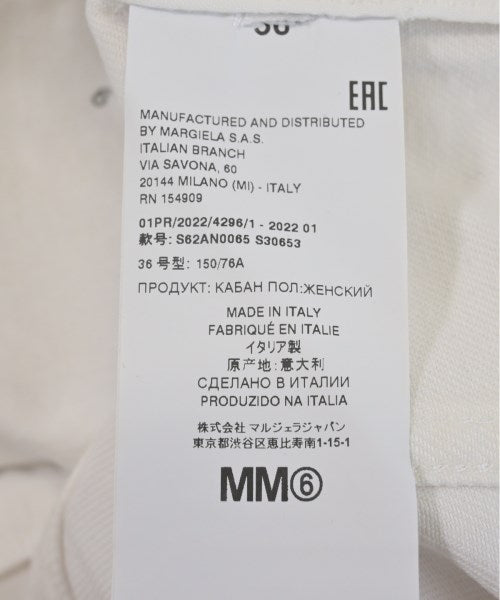 36
EAC
MANUFACTURED AND DISTRIBUTED
BY MARGIELA S.A.S.
ITALIAN BRANCH
VIA SAVONA, 60
20144 MILANO (MI) - ITALY
RN 154909
01PR/2022/4296/1 - 2022 01
款号: S62AN0065 S30653
36 号型: 150/76A
ПРОДУКТ: КАБАН ПОЛ:ЖЕНСКИЙ
MADE IN ITALY
FABRIQUÉ EN ITALIE
イタリア製
原产地:意大利
СДЕЛАНО В ИТАЛИИ
PRODUZIDO NA ITALIA
株式会社 マルジェラジャパン
東京都渋谷区恵比寿南1-15-1
MM⑥